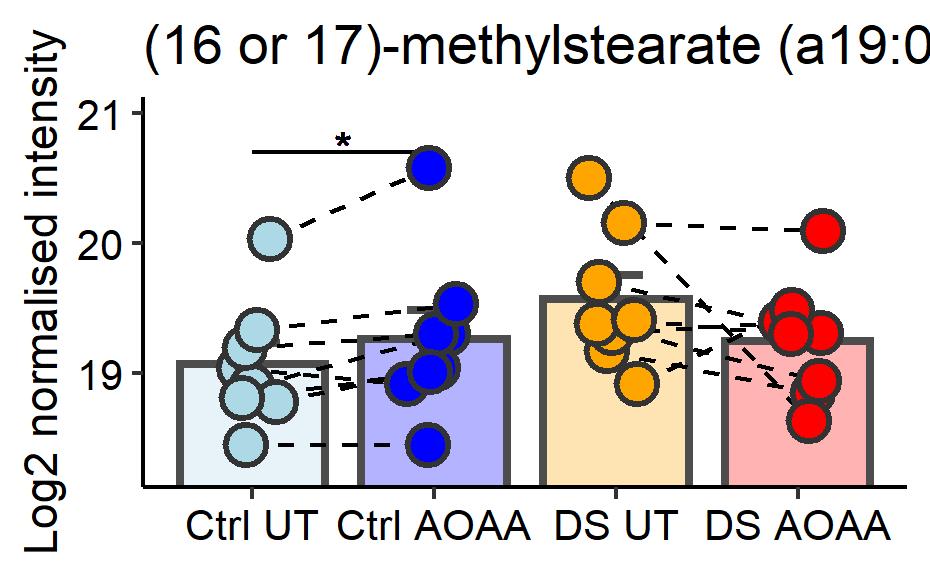 (16 or 17)-methylstearate (a19:0
Log2 normalised intensity
21
20
19
*
Ctrl UT
Ctrl AOAA
DS UT
DS AOAA